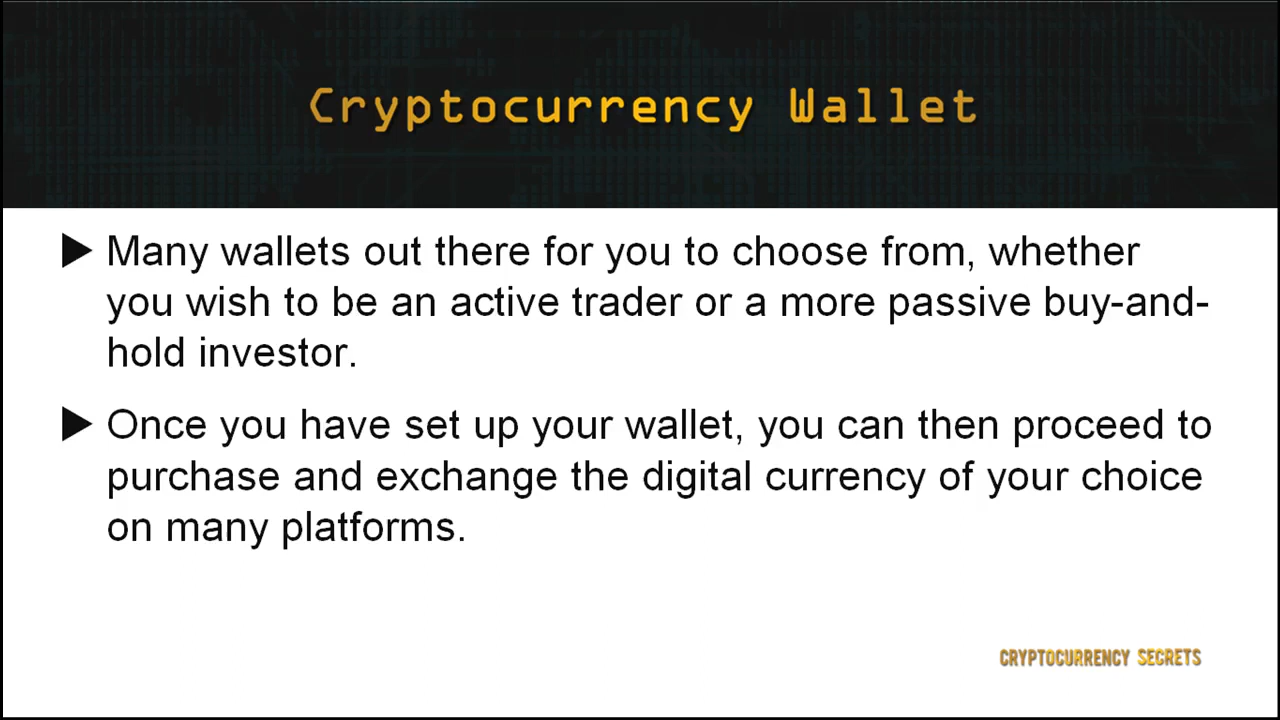 Cryptocurrency Wallet
Many wallets out there for you to choose from, whether
you wish to be an active trader or a more passive buy-and-
hold investor.
Once you have set up your wallet, you can then proceed to
purchase and exchange the digital currency of your choice
on many platforms.
CRYPTOCURRENCY SECRETS